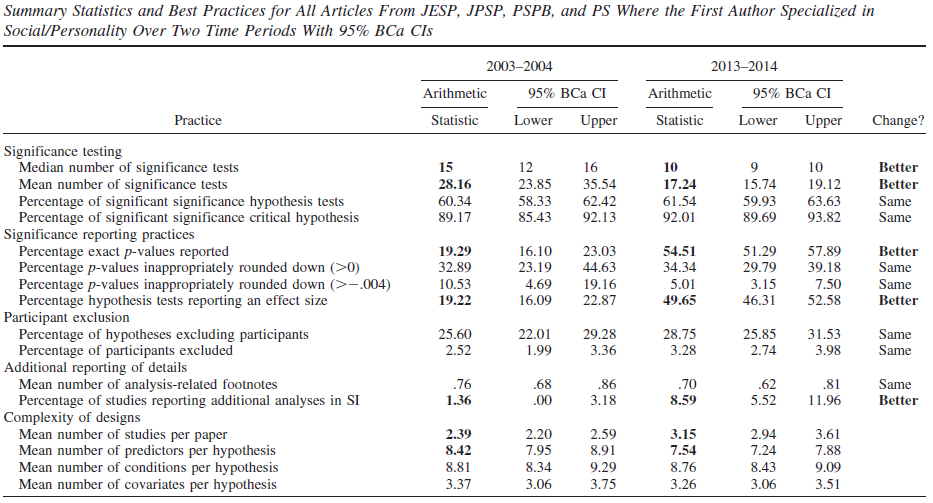 Summary Statistics and Best Practices for All Articles From JESP, JPSP, PSPB, and PS Where the First Author Specialized in
Social/Personality Over Two Time Periods With 95% BCa CIs
2003–2004 2013–2014
Arithmetic 95% BCa CI Arithmetic 95% BCa CI
Practice Statistic Lower Upper Statistic Lower Upper Change?
Significance testing
Median number of significance tests 15 12 16 10 9 10 Better
Mean number of significance tests 28.16 23.85 35.54 17.24 15.74 19.12 Better
Percentage of significant significance hypothesis tests 60.34 58.33 62.42 61.54 59.93 63.63 Same
Percentage of significant significance critical hypothesis 89.17 85.43 92.13 92.01 89.69 93.82 Same
Significance reporting practices
Percentage exact p-values reported 19.29 16.10 23.03 54.51 51.29 57.89 Better
Percentage p-values inappropriately rounded down (>0) 32.89 23.19 44.63 34.34 29.79 39.18 Same
Percentage p-values inappropriately rounded down (>−.004) 10.53 4.69 19.16 5.01 3.15 7.50 Same
Percentage hypothesis tests reporting an effect size 19.22 16.09 22.87 49.65 46.31 52.58 Better
Participant exclusion
Percentage of hypotheses excluding participants 25.60 22.01 29.28 28.75 25.85 31.53 Same
Percentage of participants excluded 2.52 1.99 3.36 3.28 2.74 3.98 Same
Additional reporting of details
Mean number of analysis-related footnotes .76 .68 .86 .70 .62 .81 Same
Percentage of studies reporting additional analyses in SI 1.36 .00 3.18 8.59 5.52 11.96 Better
Complexity of designs
Mean number of studies per paper 2.39 2.20 2.59 3.15 2.94 3.61
Mean number of predictors per hypothesis 8.42 7.95 8.91 7.54 7.24 7.88
Mean number of conditions per hypothesis 8.81 8.34 9.29 8.76 8.43 9.09
Mean number of covariates per hypothesis 3.37 3.06 3.75 3.26 3.06 3.51